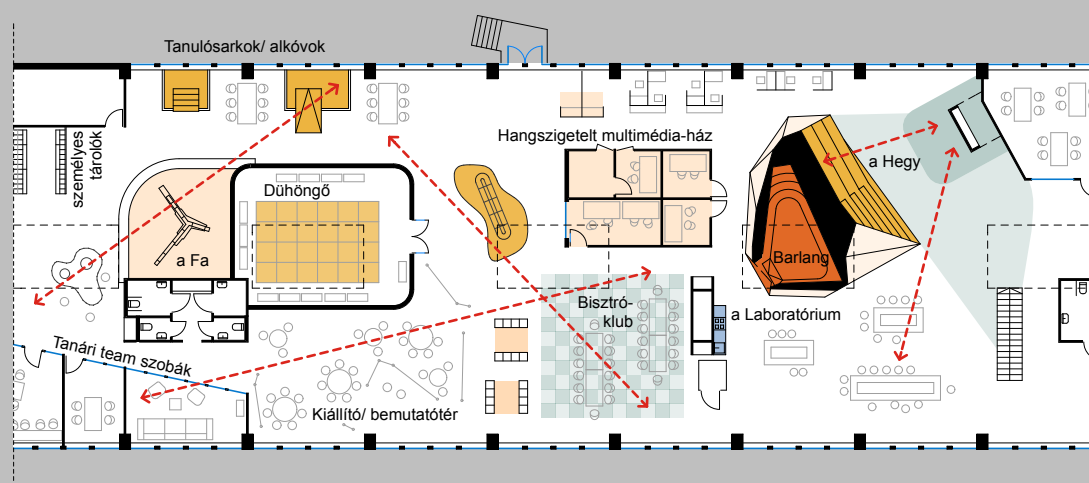 Tanulósarkok/ alkóvok
Hangszigetelt multimédia-ház
személyes
tárolók
a Hegy
Dühöngő
a Fa
Barlang
Bisztró-
klub
a Laboratórium
Tanári team szobák
Kiállító/ bemutatótér